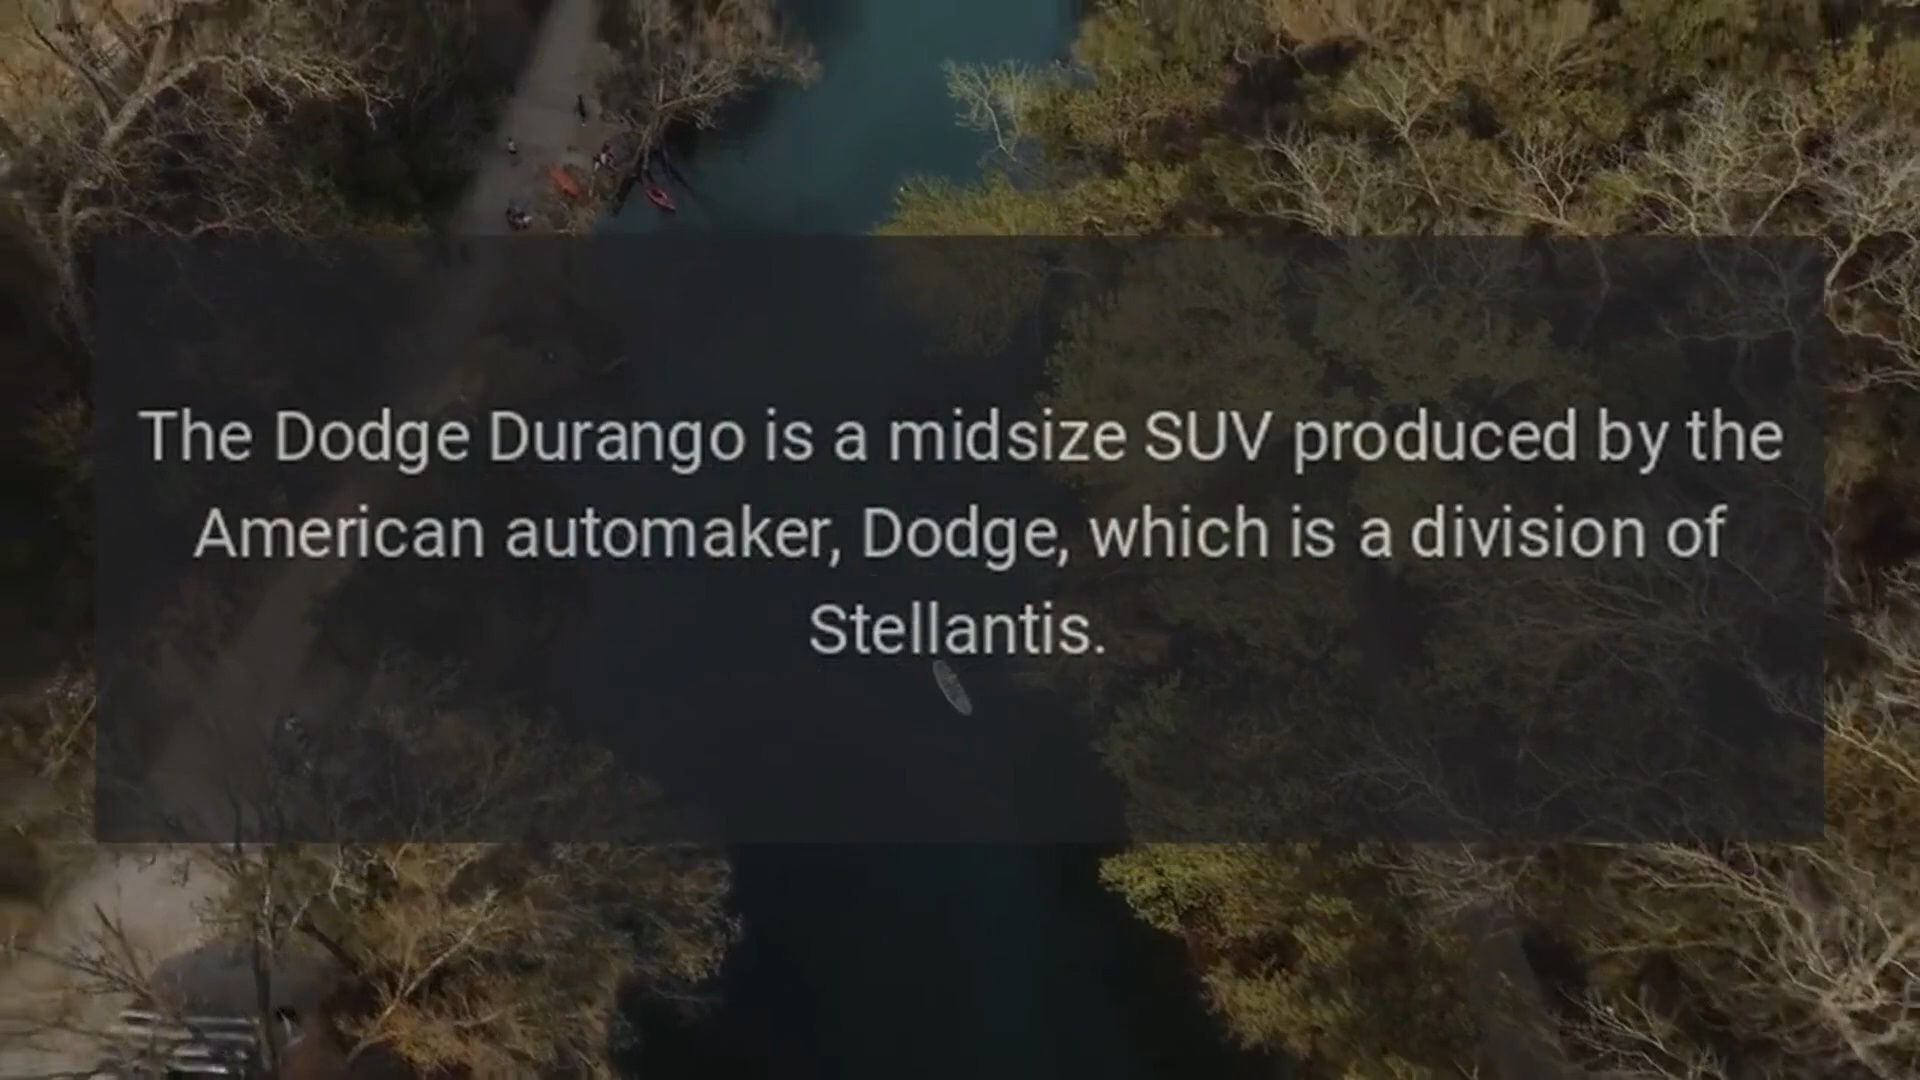 The Dodge Durango is a midsize SUV produced by the
American automaker, Dodge, which is a division of
Stellantis.